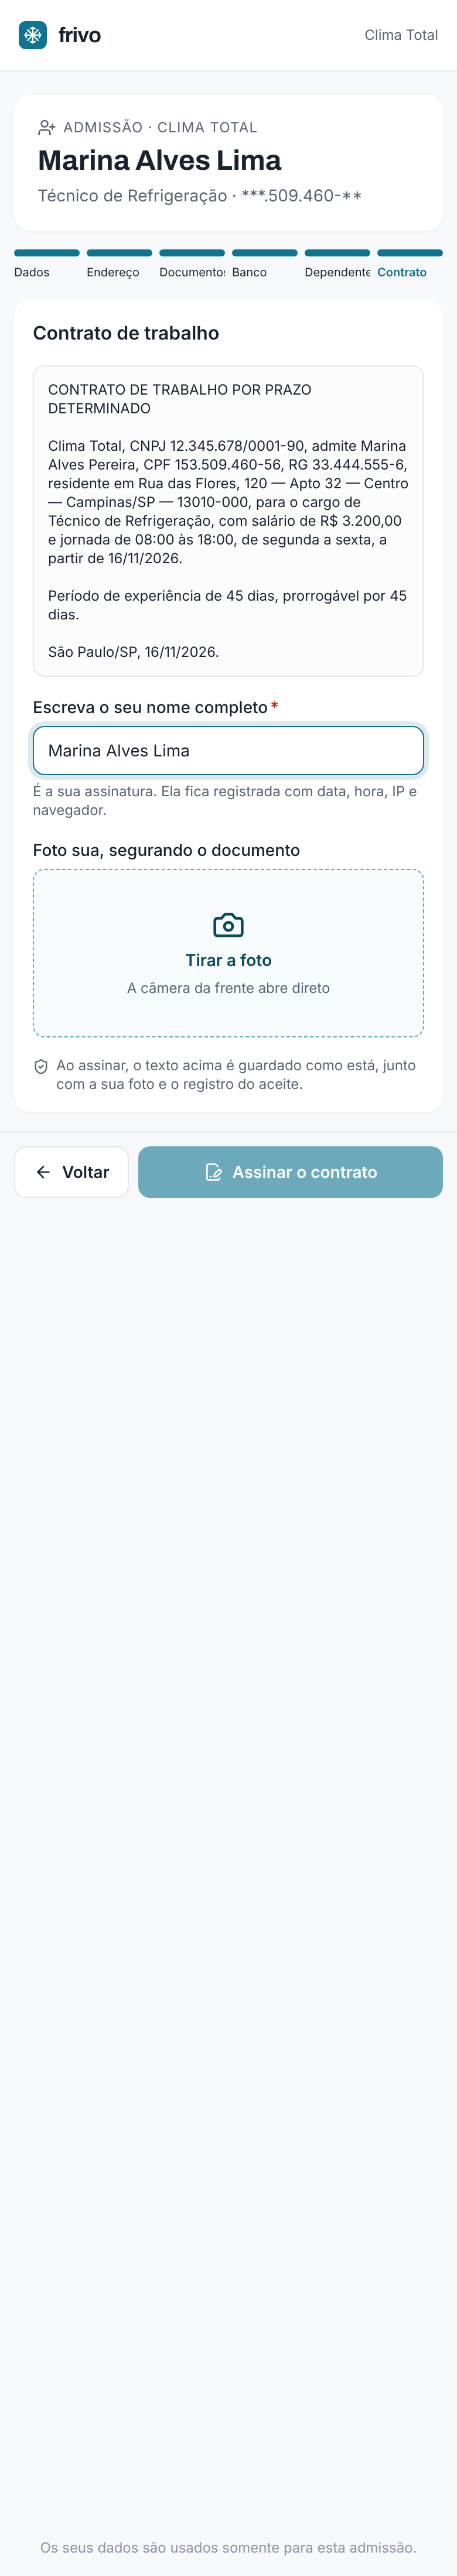 frivo
Clima Total
ADMISSÃO · CLIMA TOTAL
Marina Alves Lima
Técnico de Refrigeração · ***.509.460-**
Dados Endereço Documentos Banco Dependente Contrato
Contrato de trabalho
CONTRATO DE TRABALHO POR PRAZO
DETERMINADO
Clima Total, CNPJ 12.345.678/0001-90, admite Marina
Alves Pereira, CPF 153.509.460-56, RG 33.444.555-6,
residente em Rua das Flores, 120 — Apto 32 — Centro
— Campinas/SP — 13010-000, para o cargo de
Técnico de Refrigeração, com salário de R$ 3.200,00
e jornada de 08:00 às 18:00, de segunda a sexta, a
partir de 16/11/2026.
Período de experiência de 45 dias, prorrogável por 45
dias.
São Paulo/SP, 16/11/2026.
Escreva o seu nome completo *
Marina Alves Lima
É a sua assinatura. Ela fica registrada com data, hora, IP e
navegador.
Foto sua, segurando o documento
Tirar a foto
A câmera da frente abre direto
Ao assinar, o texto acima é guardado como está, junto
com a sua foto e o registro do aceite.
Voltar
Assinar o contrato
Os seus dados são usados somente para esta admissão.